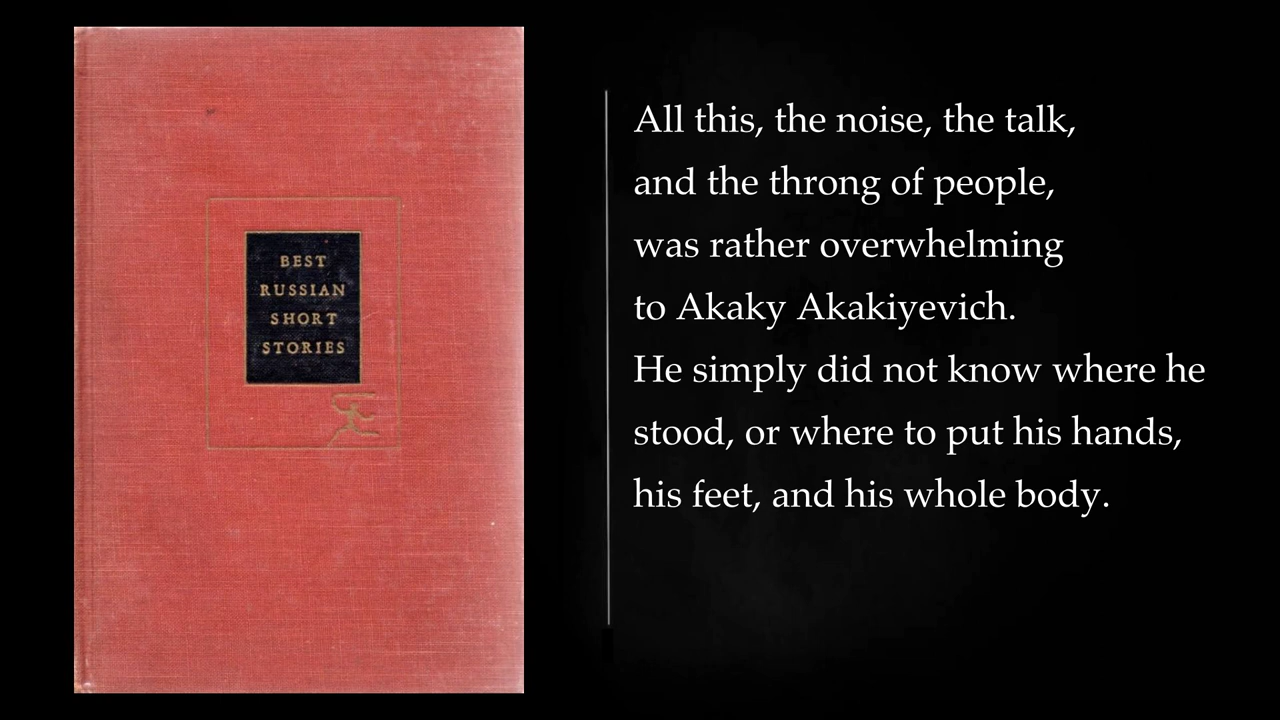 BEST
RUSSIAN
SHORT
STORIES
All this, the noise, the talk,
and the throng of people,
was rather overwhelming
to Akaky Akakiyevich.
He simply did not know where he
stood, or where to put his hands,
his feet, and his whole body.